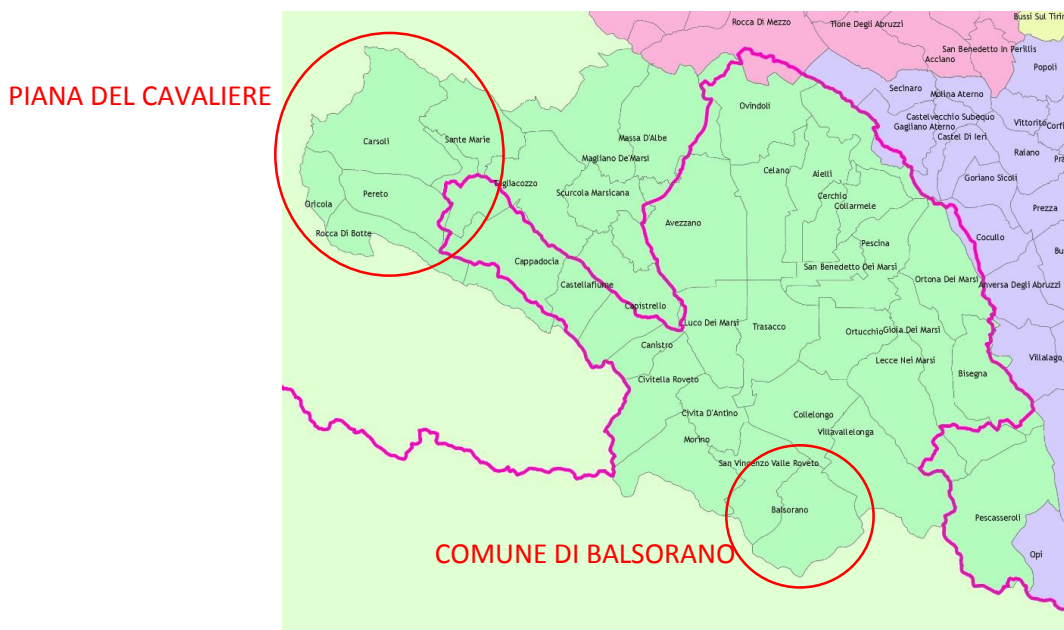 Rocca Di Mezzo
Tione Degli Abruzzi
Bussi Sul Tirin
San Benedetto In Perillis
Acciano
Popoli
PIANA DEL CAVALIERE
Ovindoli
Secinaro
Molina Aterno
Castelvecchio Subequo
Gagliano Aterno
Vittorito
Corfi
Castel Di Ieri
Carsoli
Sante Marie
Massa D'Albe
Raiano
Magliano De'Marsi
Pra
Celano
Aielli
Goriano Sicoli
Tagliacozzo
Scurcola Marsicana
Pereto
Cerchio
Collarmele
Oricola
Prezza
Avezzano
Rocca Di Botte
Cocullo
Pescina
Bu
Cappadocia
San Benedetto Dei Marsi
Ortona Dei Marsi
Anversa Degli Abruzzi
Castellafiume
Capistrello
Luco Dei Marsi
Trasacco
Ortucchio
Gioia Dei Marsi
Canistro
Lecce Nei Marsi
Villalago
Bisegna
Civitella Roveto
Civita D'Antino
Collelongo
Villavallelonga
Morino
San Vincenzo Valle Roveto
Balsorano
Pescasseroli
COMUNE DI BALSORANO
Opi